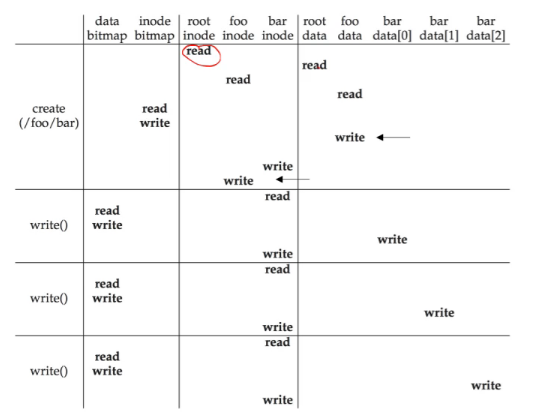 data inode root foo bar root foo bar bar bar
bitmap bitmap inode inode inode data data data[0] data[1] data[2]
read
read
read
read
create read
(/foo/bar) write
write
write
write
read
read
write() write
write
write
read
read
write() write
write
write
read
read
write() write
write
write